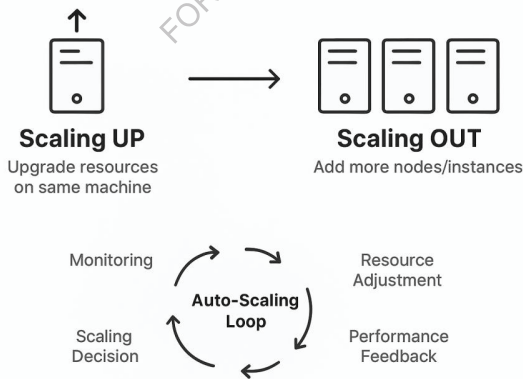 FOR
Scaling UP
Upgrade resources
on same machine
Scaling OUT
Add more nodes/instances
Monitoring
Resource
Adjustment
Auto-Scaling
Loop
Scaling
Decision
Performance
Feedback